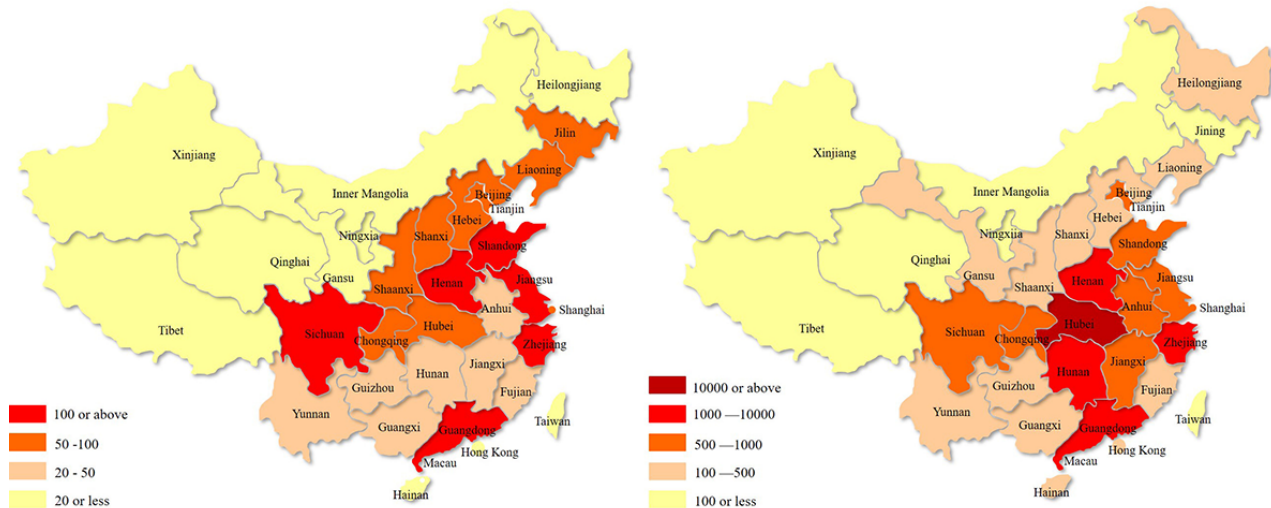 Heilongjiang
Jilin
Liaoning
Xinjiang
Inner Mangolia
Beijing
Tianjin
Hebei
Ningxia
Shanxi
Shandong
Qinghai
Gansu
Shaanxi
Henan
Jiangsu
Tibet
Anhui
Shanghai
Sichuan
Chongqing
Hubei
Zhejiang
Hunan
Jiangxi
Guizhou
Fujian
Yunnan
Guangxi
Guangdong
Taiwan
Hong Kong
Macau
Hainan
100 or above
50 -100
20 - 50
20 or less
Heilongjiang
Jining
Liaoning
Xinjiang
Inner Mangolia
Beijing
Tianjin
Hebei
Ningxia
Shanxi
Shandong
Qinghai
Gansu
Shaanxi
Henan
Jiangsu
Tibet
Anhui
Shanghai
Sichuan
Chongqing
Hubei
Zhejiang
Hunan
Jiangxi
Guizhou
Fujian
Yunnan
Guangxi
Guangdong
Taiwan
Hong Kong
Macau
Hainan
10000 or above
1000 —10000
500 —1000
100 —500
100 or less